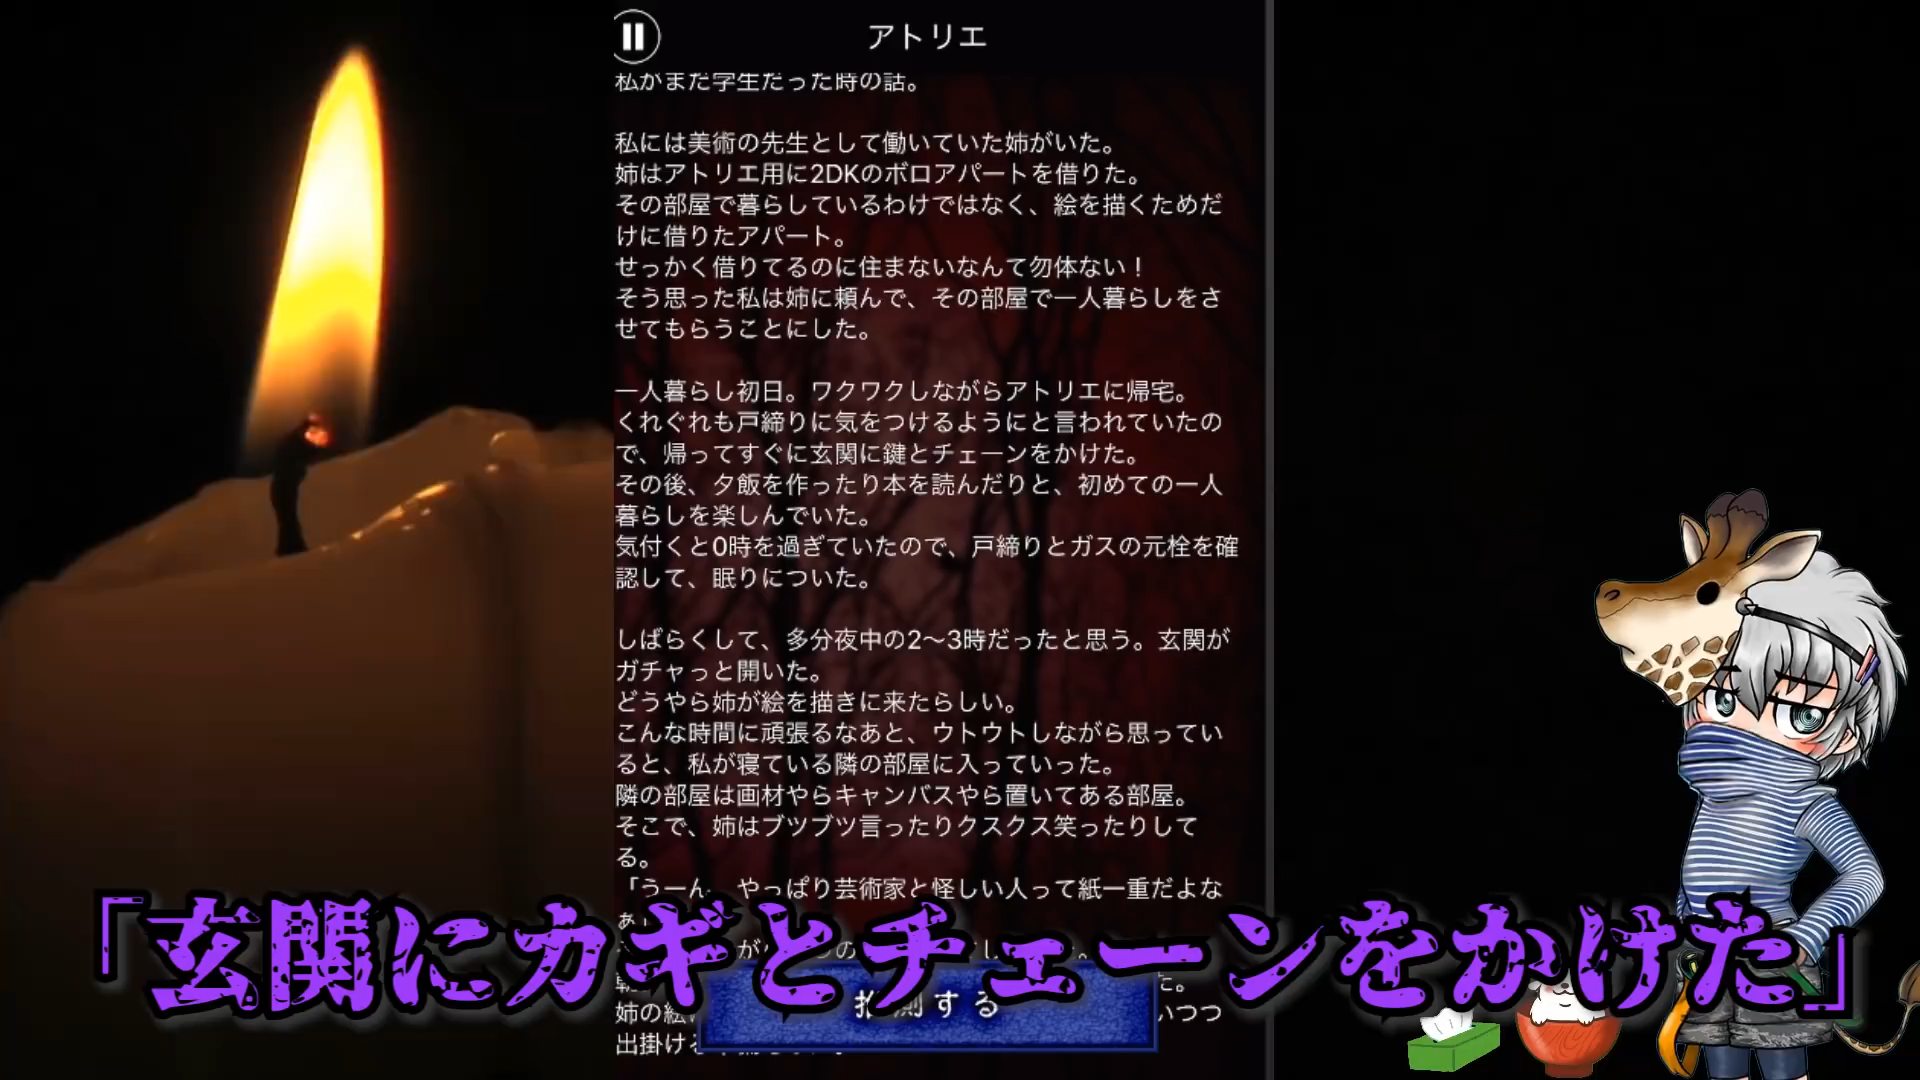 アトリエ
私がまだ学生だった時の話。
私には美術の先生として働いていた姉がいた。
姉はアトリエ用に2DKのボロアパートを借りた。
その部屋で暮らしているわけではなく、絵を描くためだ
けに借りたアパート。
せっかく借りてるのに住まないなんて勿体ない！
そう思った私は姉に頼んで、その部屋で一人暮らしをさ
せてもらうことにした。
一人暮らし初日。ワクワクしながらアトリエに帰宅。
くれぐれも戸締りに気をつけるようにと言われていたの
で、帰ってすぐに玄関に鍵とチェーンをかけた。
その後、夕飯を作ったり本を読んだりと、初めての一人
暮らしを楽しんでいた。
気付くと0時を過ぎていたので、戸締りとガスの元栓を確
認して、眠りについた。
しばらくして、多分夜中の2〜3時だったと思う。玄関が
ガチャっと開いた。
どうやら姉が絵を描きに来たらしい。
こんな時間に頑張るなあと、ウトウトしながら思ってい
ると、私が寝ている隣の部屋に入っていった。
隣の部屋は画材やらキャンバスやら置いてある部屋。
そこで、姉はブツブツ言ったりクスクス笑ったりして
る。
「うーん、やっぱり芸術家と怪しい人って紙一重だよな
ぁ」
「玄関にカギとチェーンをかけた」
推測する
姉の絵
いつつ
出掛ける